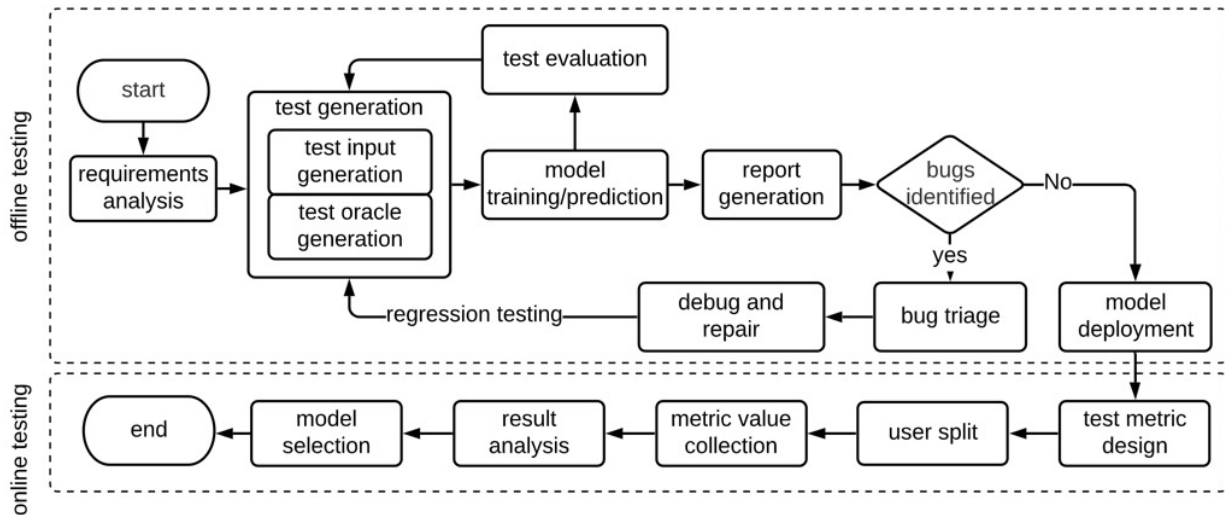 offline testing
start
requirements
analysis
test generation
test input
generation
test oracle
generation
test evaluation
model
training/prediction
report
generation
bugs
identified
No
yes
regression testing
debug and
repair
bug triage
model
deployment
online testing
end
model
selection
result
analysis
metric value
collection
user split
test metric
design